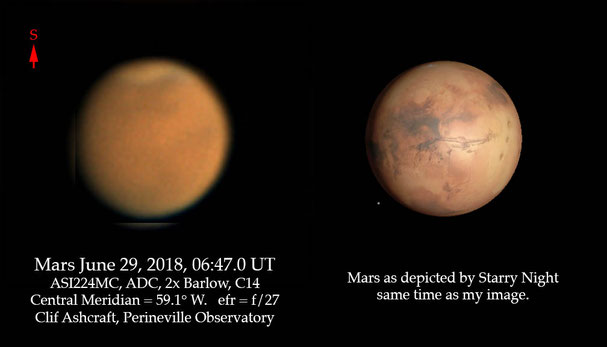 S
Mars June 29, 2018, 06:47.0 UT
ASI224MC, ADC, 2x Barlow, C14
Central Meridian = 59.1° W. efr = f/27
Clif Ashcraft, Perineville Observatory
Mars as depicted by Starry Night
same time as my image.